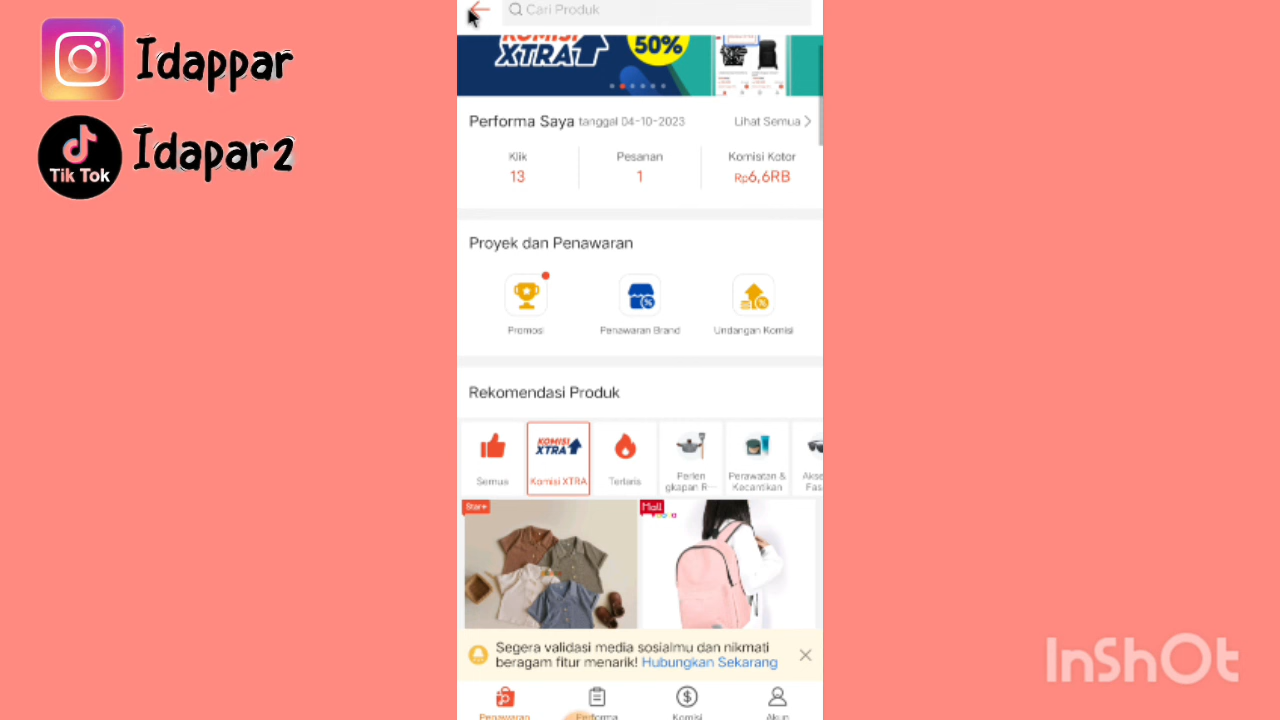 Idappar
Tik Tok
Idapar2
Cari Produk
KOMISI
XTRA
50%
Performa Saya tanggal 04-10-2023
Lihat Semua >
Klik
Pesanan
Komisi Kotor
13
1
Rp6,6RB
Proyek dan Penawaran
Promosi
Penawaran Brand
Undangan Komisi
Rekomendasi Produk
KOMISI
XTRA
Semua
Komisi XTRA
Terlaris
Perlen
gkapan R...
Perawatan &
Kecantikan
Akse
Fas
Star+
Mall
Segera validasi media sosialmu dan nikmati
beragam fitur menarik! Hubungkan Sekarang
Penawaran
Performa
Komisi
Akun
InShOt